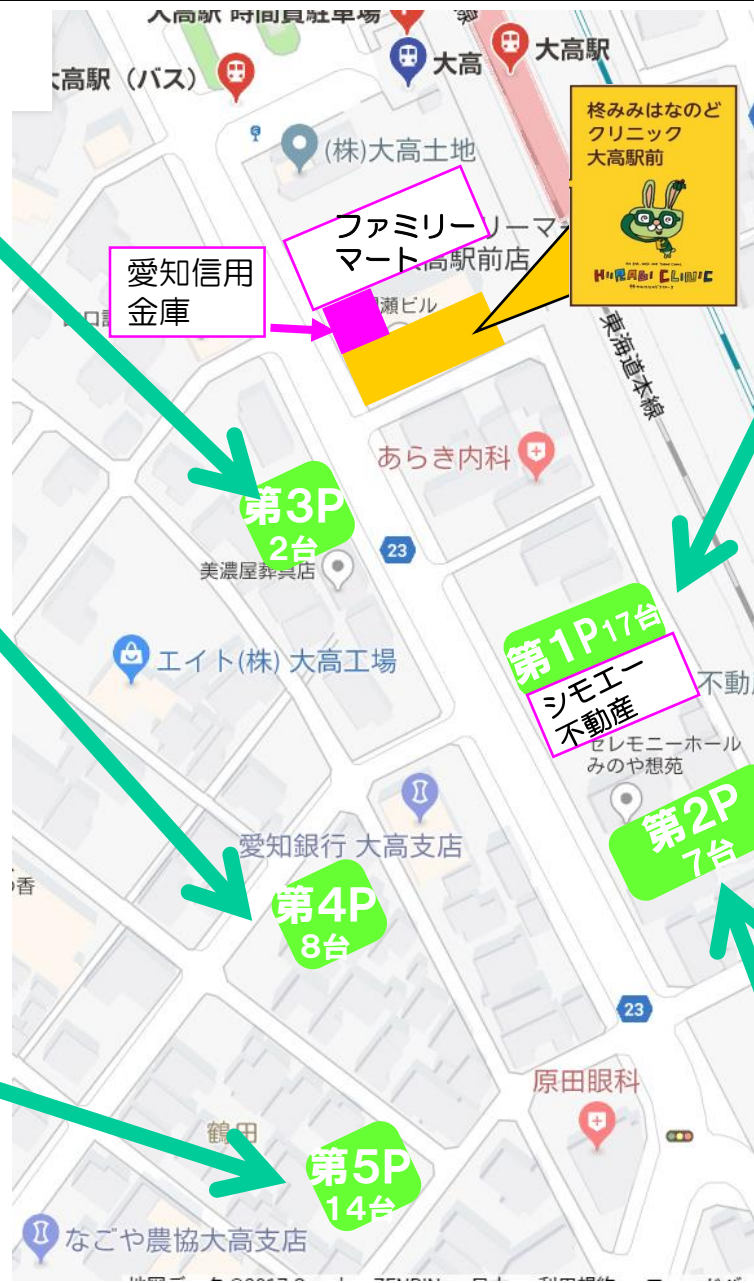 大高駅 時間貸駐車場
大高駅（バス）
大高
大高駅
柊みみはなのど
クリニック
大高駅前
HIIRAGI CLINIC
(株)大高土地
ファミリー
マート
リーマ
高駅前店
愛知信用
金庫
瀬ビル
東海道本線
あらき内科
第3P
2台
23
美濃屋葬具店
エイト(株) 大高工場
第1P17台
シモエー
不動産
不動
セレモニーホール
みのや想苑
愛知銀行 大高支店
第2P
7台
香
第4P
8台
23
原田眼科
鶴田
第5P
14台
なごや農協大高支店